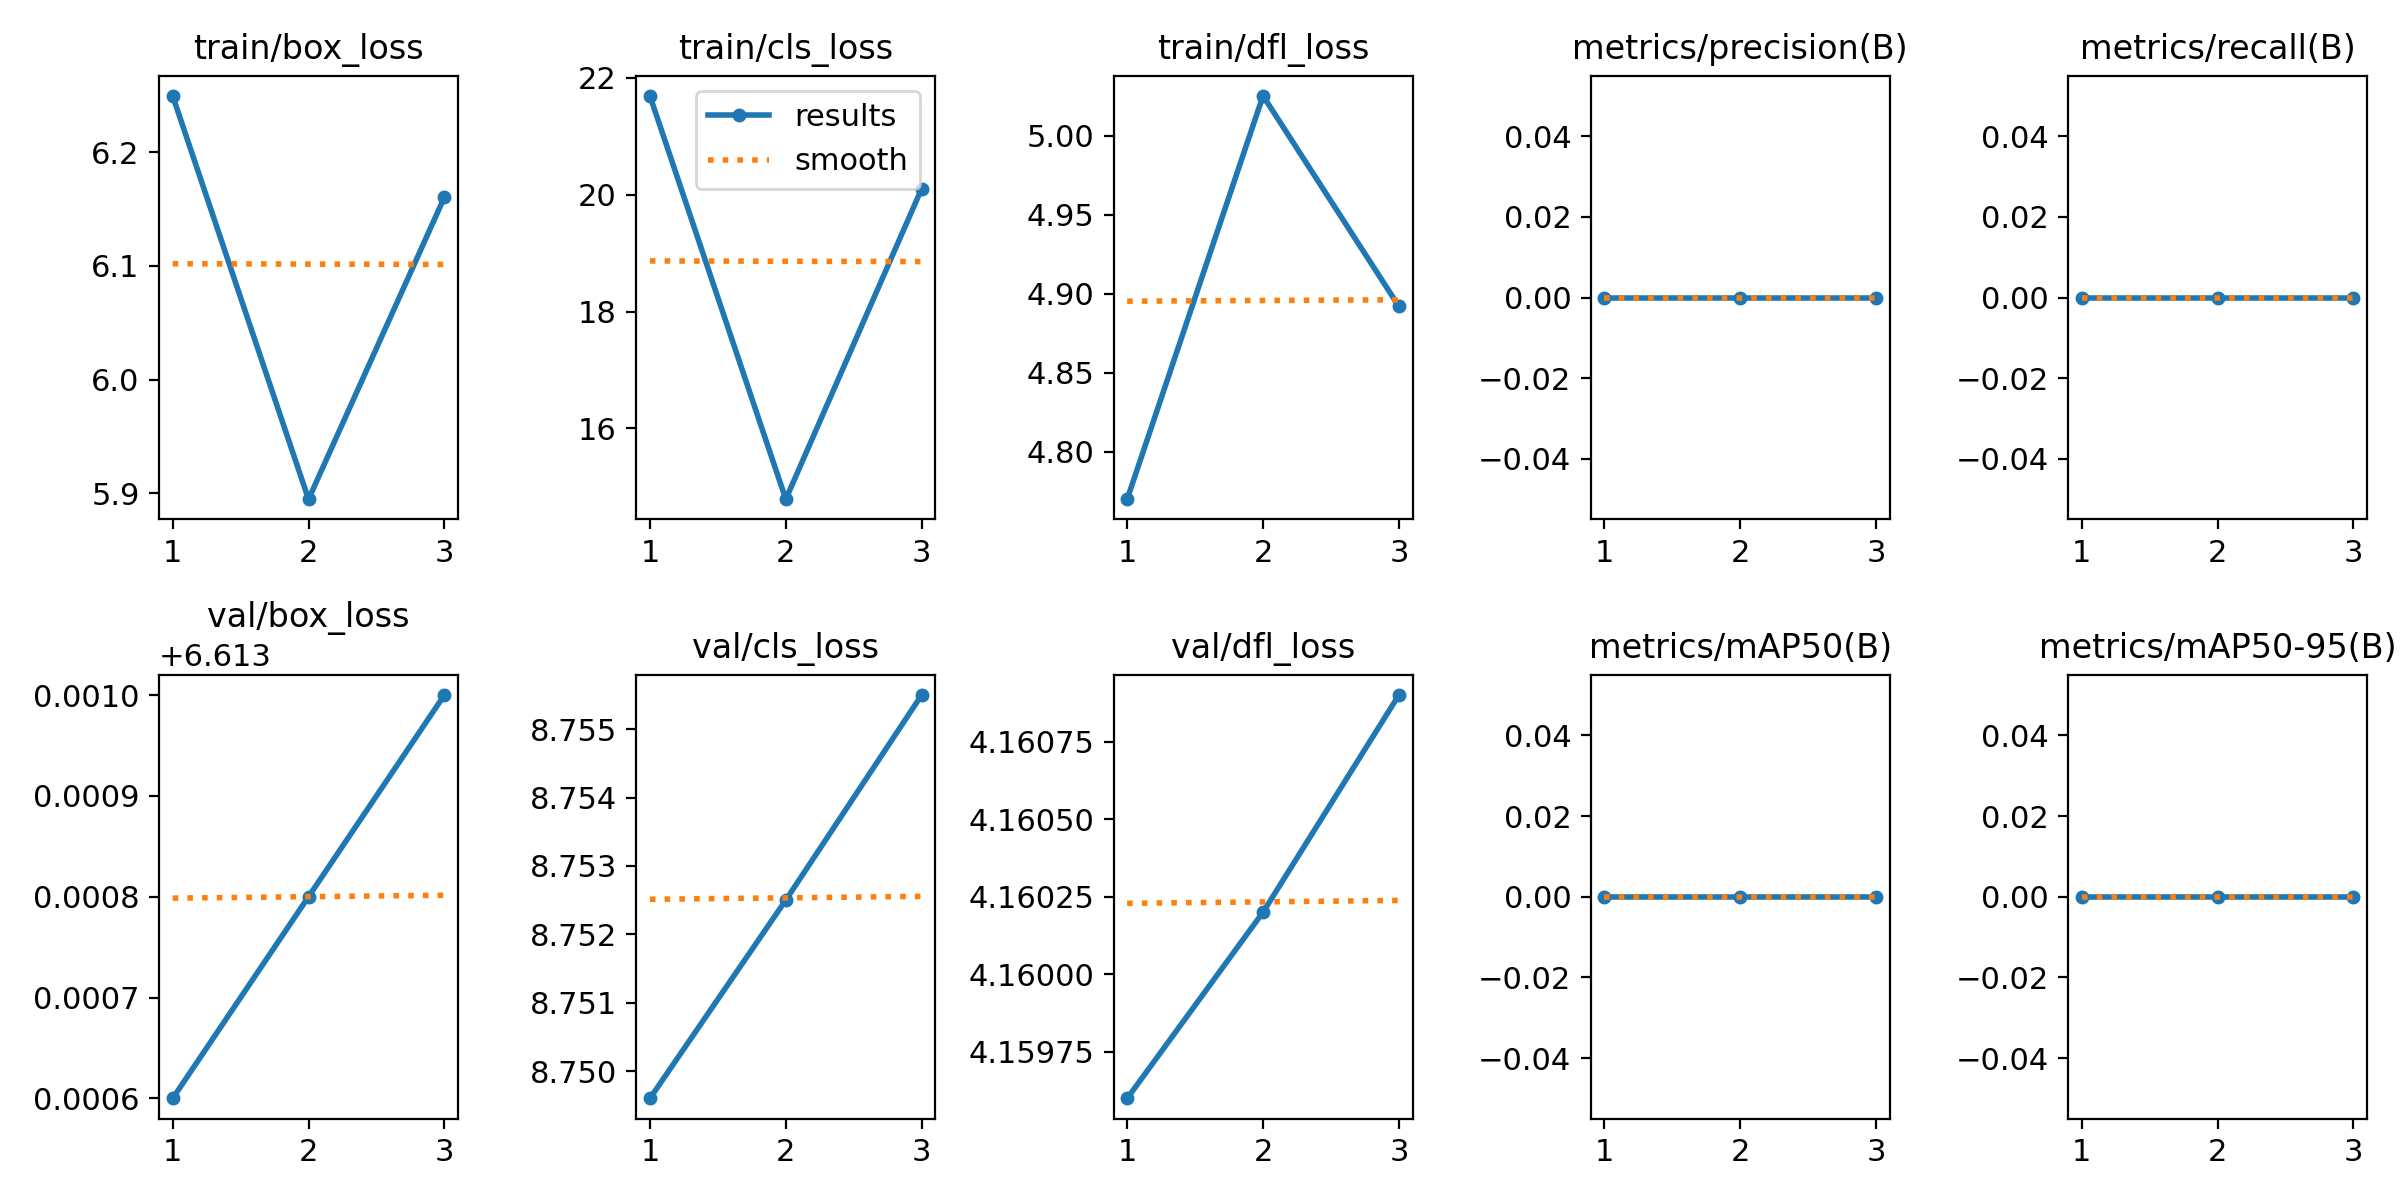 train/box_loss
6.2
6.1
6.0
5.9
1 2 3
train/cls_loss
results
smooth
22
20
18
16
1 2 3
train/dfl_loss
5.00
4.95
4.90
4.85
4.80
1 2 3
metrics/precision(B)
0.04
0.02
0.00
−0.02
−0.04
1 2 3
metrics/recall(B)
0.04
0.02
0.00
−0.02
−0.04
1 2 3
val/box_loss
+6.613
0.0010
0.0009
0.0008
0.0007
0.0006
1 2 3
val/cls_loss
8.755
8.754
8.753
8.752
8.751
8.750
1 2 3
val/dfl_loss
4.16075
4.16050
4.16025
4.16000
4.15975
1 2 3
metrics/mAP50(B)
0.04
0.02
0.00
−0.02
−0.04
1 2 3
metrics/mAP50-95(B)
0.04
0.02
0.00
−0.02
−0.04
1 2 3